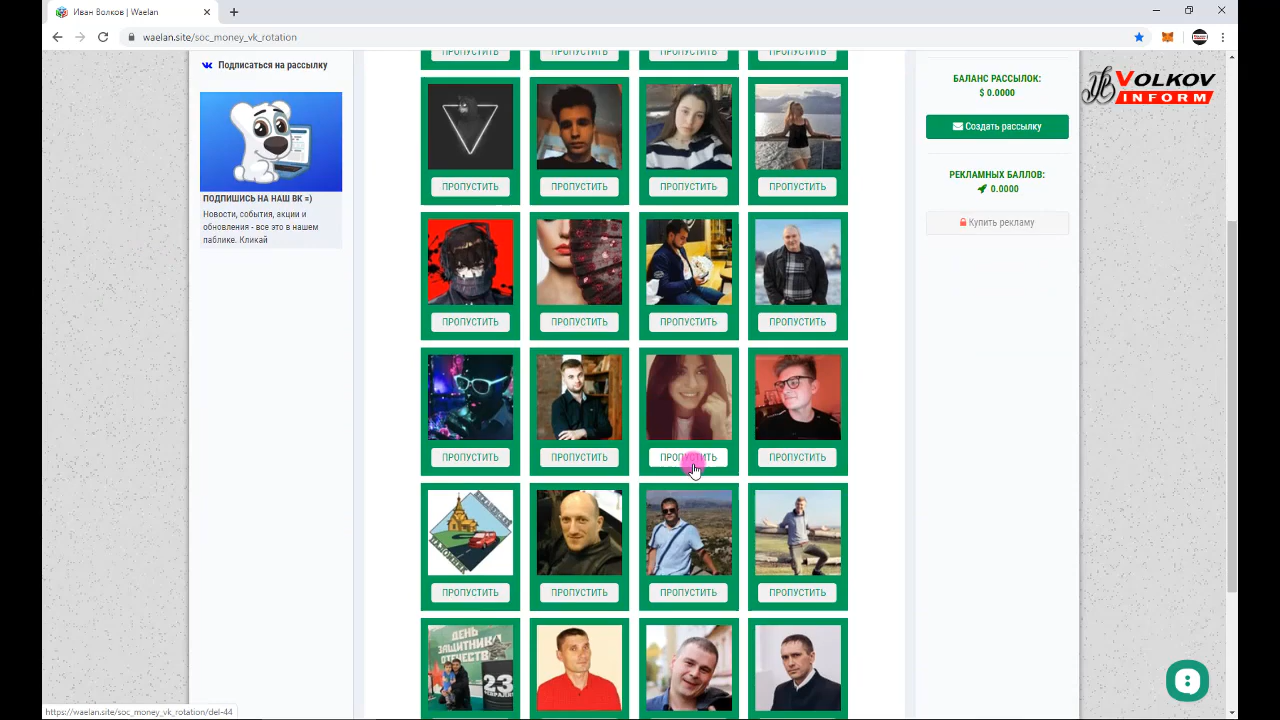 Иван Волков | Waelan
waelan.site/soc_money_vk_rotation
Подписаться на рассылку
ПОДПИШИСЬ НА НАШ ВК =)
Новости, события, акции и
обновления - все это в нашем
паблике. Кликай
ПРОПУСТИТЬ ПРОПУСТИТЬ ПРОПУСТИТЬ ПРОПУСТИТЬ
ПРОПУСТИТЬ ПРОПУСТИТЬ ПРОПУСТИТЬ ПРОПУСТИТЬ
ПРОПУСТИТЬ ПРОПУСТИТЬ ПРОПУСТИТЬ ПРОПУСТИТЬ
ПРОПУСТИТЬ ПРОПУСТИТЬ ПРОПУСТИТЬ ПРОПУСТИТЬ
ПРОПУСТИТЬ ПРОПУСТИТЬ ПРОПУСТИТЬ ПРОПУСТИТЬ
ДЕНЬ
ЗАЩИТНИКА
ОТЕЧЕСТВ
23
БАЛАНС РАССЫЛОК:
$ 0.0000
Создать рассылку
РЕКЛАМНЫХ БАЛЛОВ:
0.0000
Купить рекламу
VOLKOV
INFORM
https://waelan.site/soc_money_vk_rotation/del-44